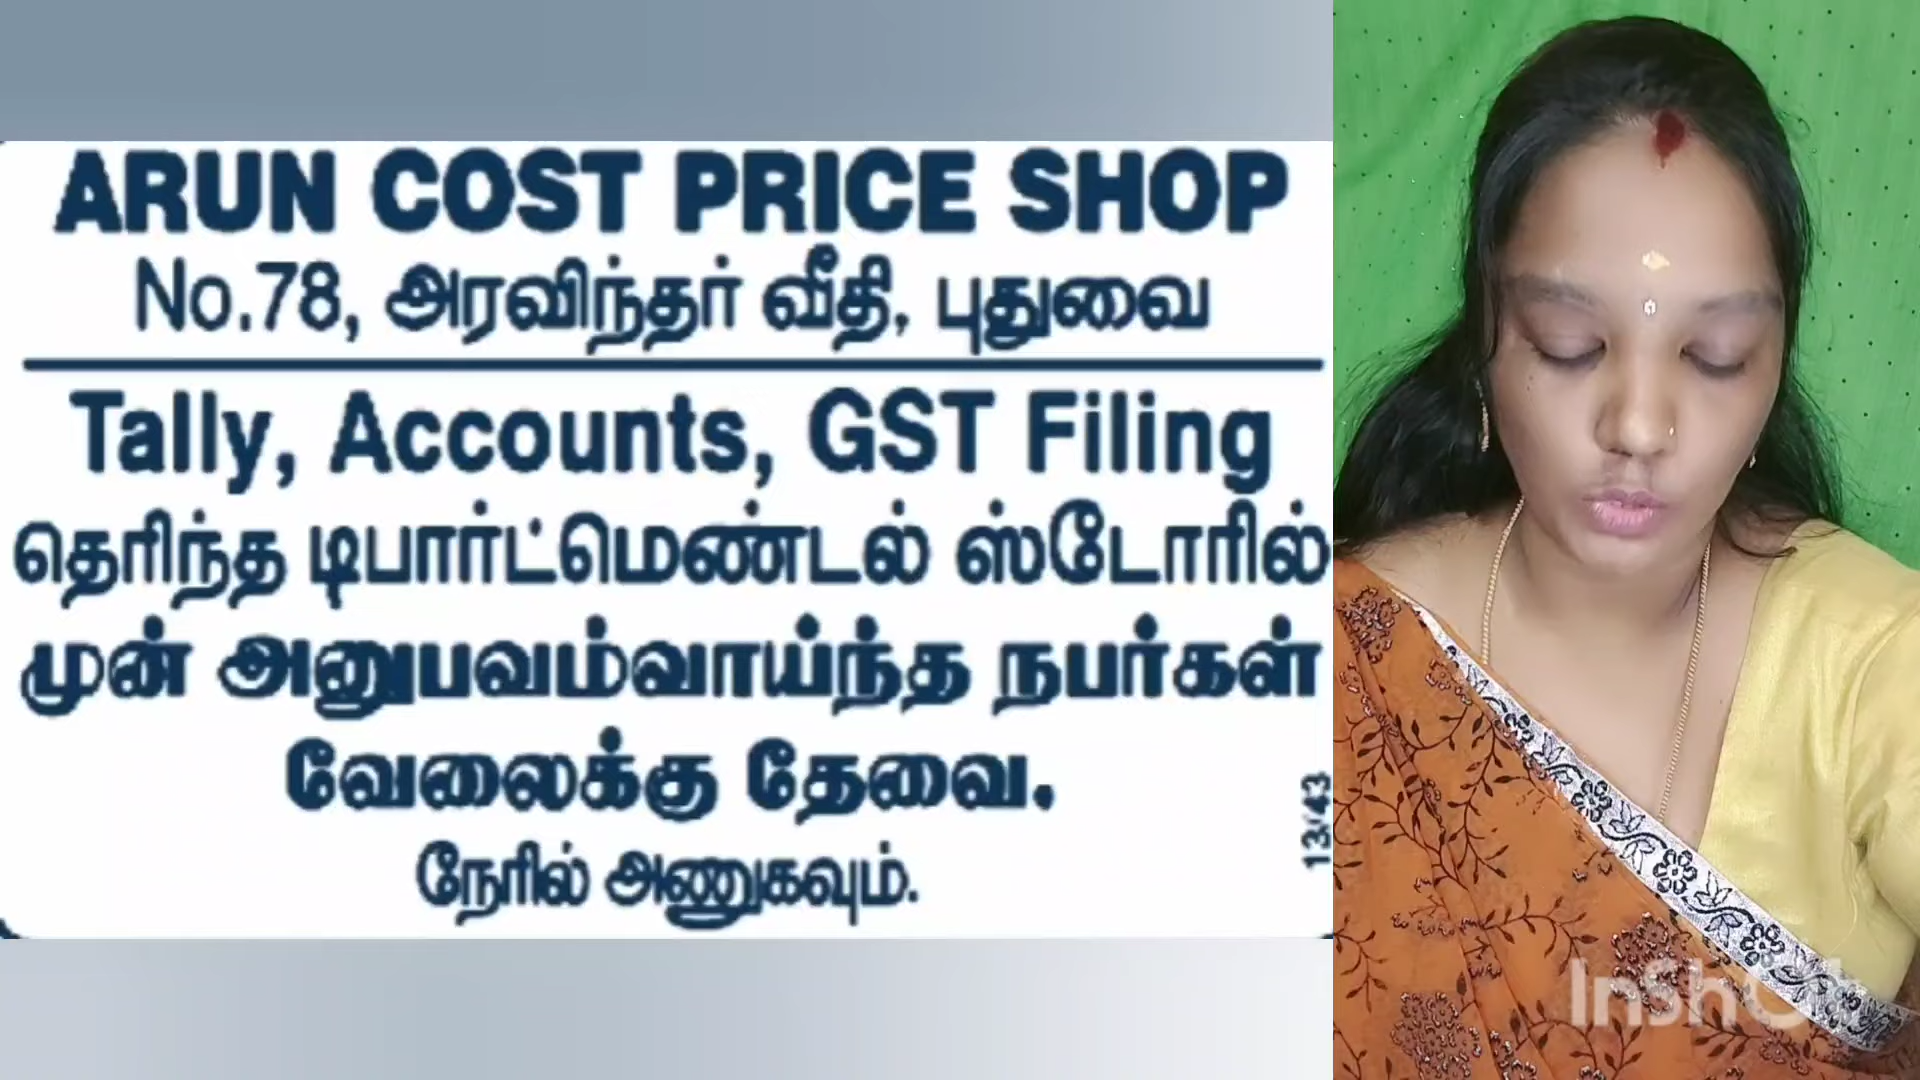 ARUN COST PRICE SHOP
No.78, அரவிந்தர் வீதி, புதுவை
Tally, Accounts, GST Filing
தெரிந்த டிபார்ட்மெண்டல் ஸ்டோரில்
முன் அனுபவம்வாய்ந்த நபர்கள்
வேலைக்கு தேவை.
நேரில் அணுகவும்.
13/43
InShOt